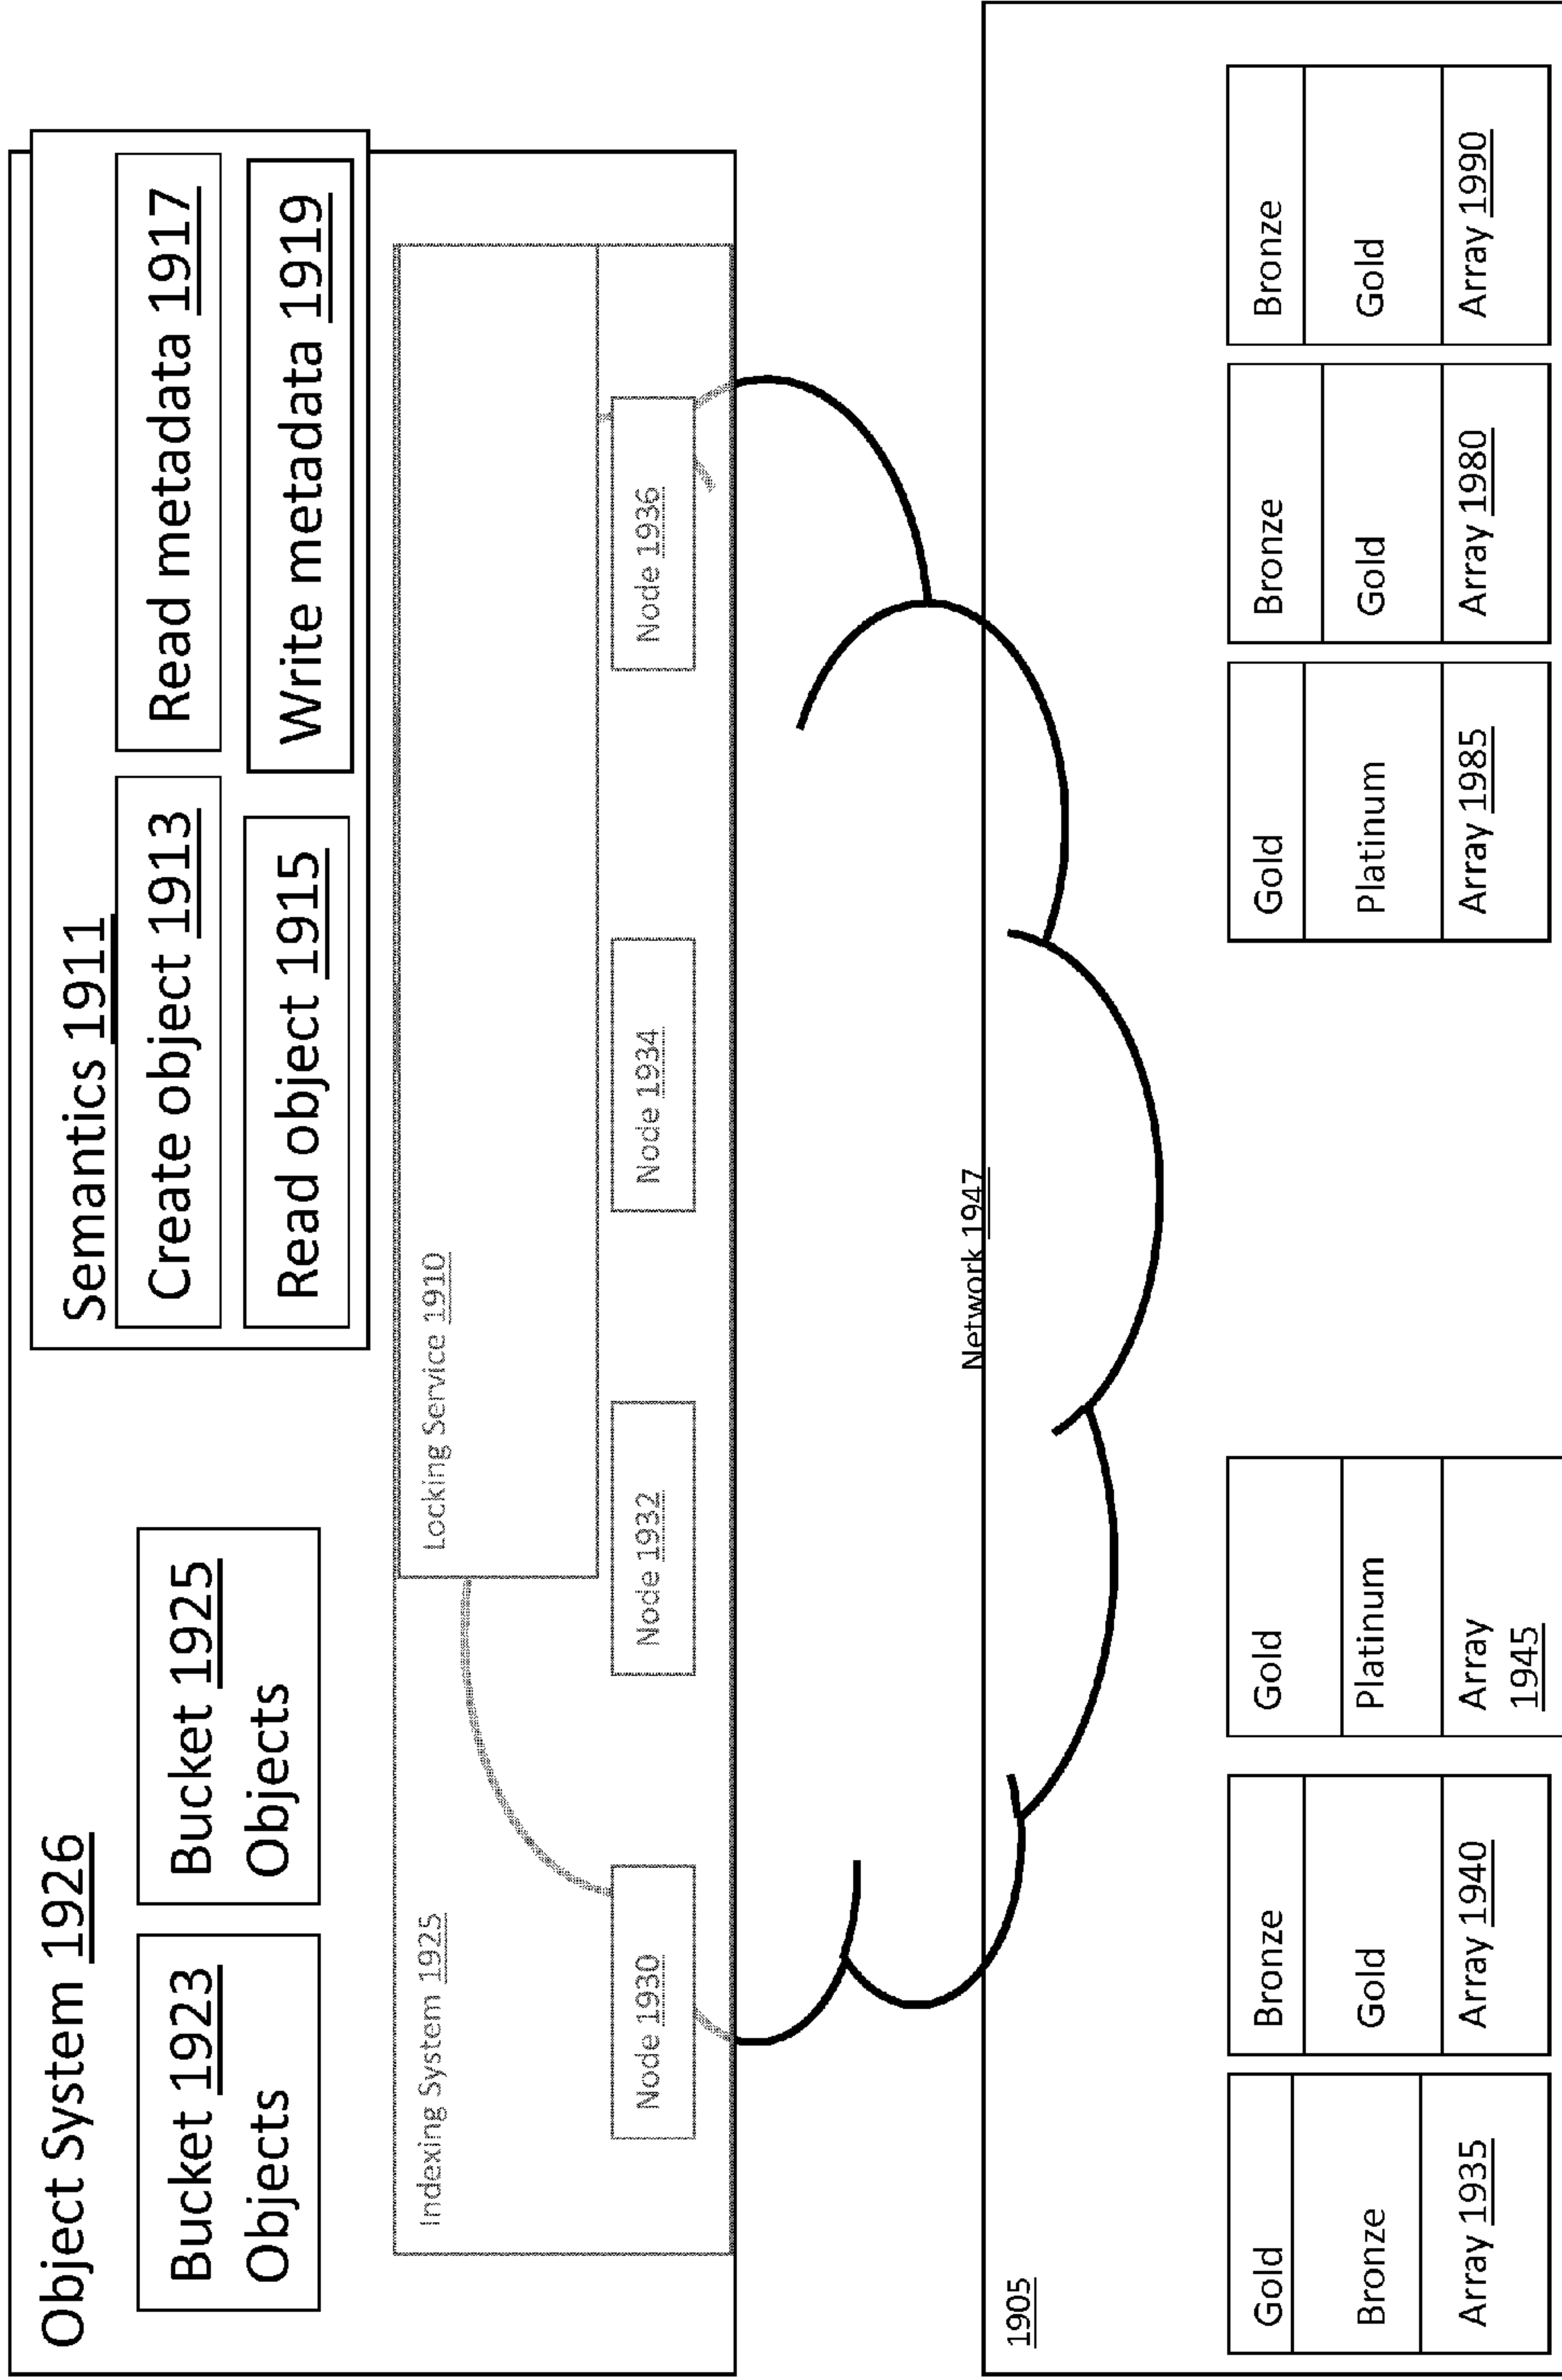 Object System 1926
Bucket 1923
Objects
Bucket 1925
Objects
Semantics 1911
Create object 1913
Read metadata 1917
Read object 1915
Write metadata 1919
Indexing System 1925
Locking Service 1910
Node 1930
Node 1932
Node 1934
Node 1936
Network 1947
1905
Gold
Bronze
Array 1935
Bronze
Gold
Array 1940
Gold
Platinum
Array
1945
Gold
Platinum
Array 1985
Bronze
Gold
Array 1980
Bronze
Gold
Array 1990